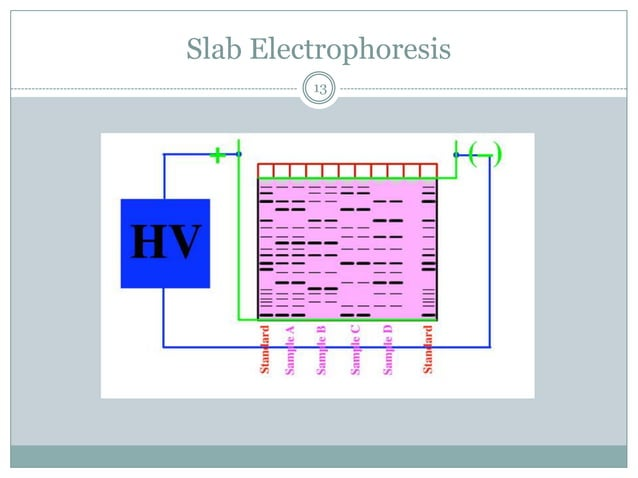 Slab Electrophoresis
13
+
(-)
HV
Standard
Sample A
Sample B
Sample C
Sample D
Standard